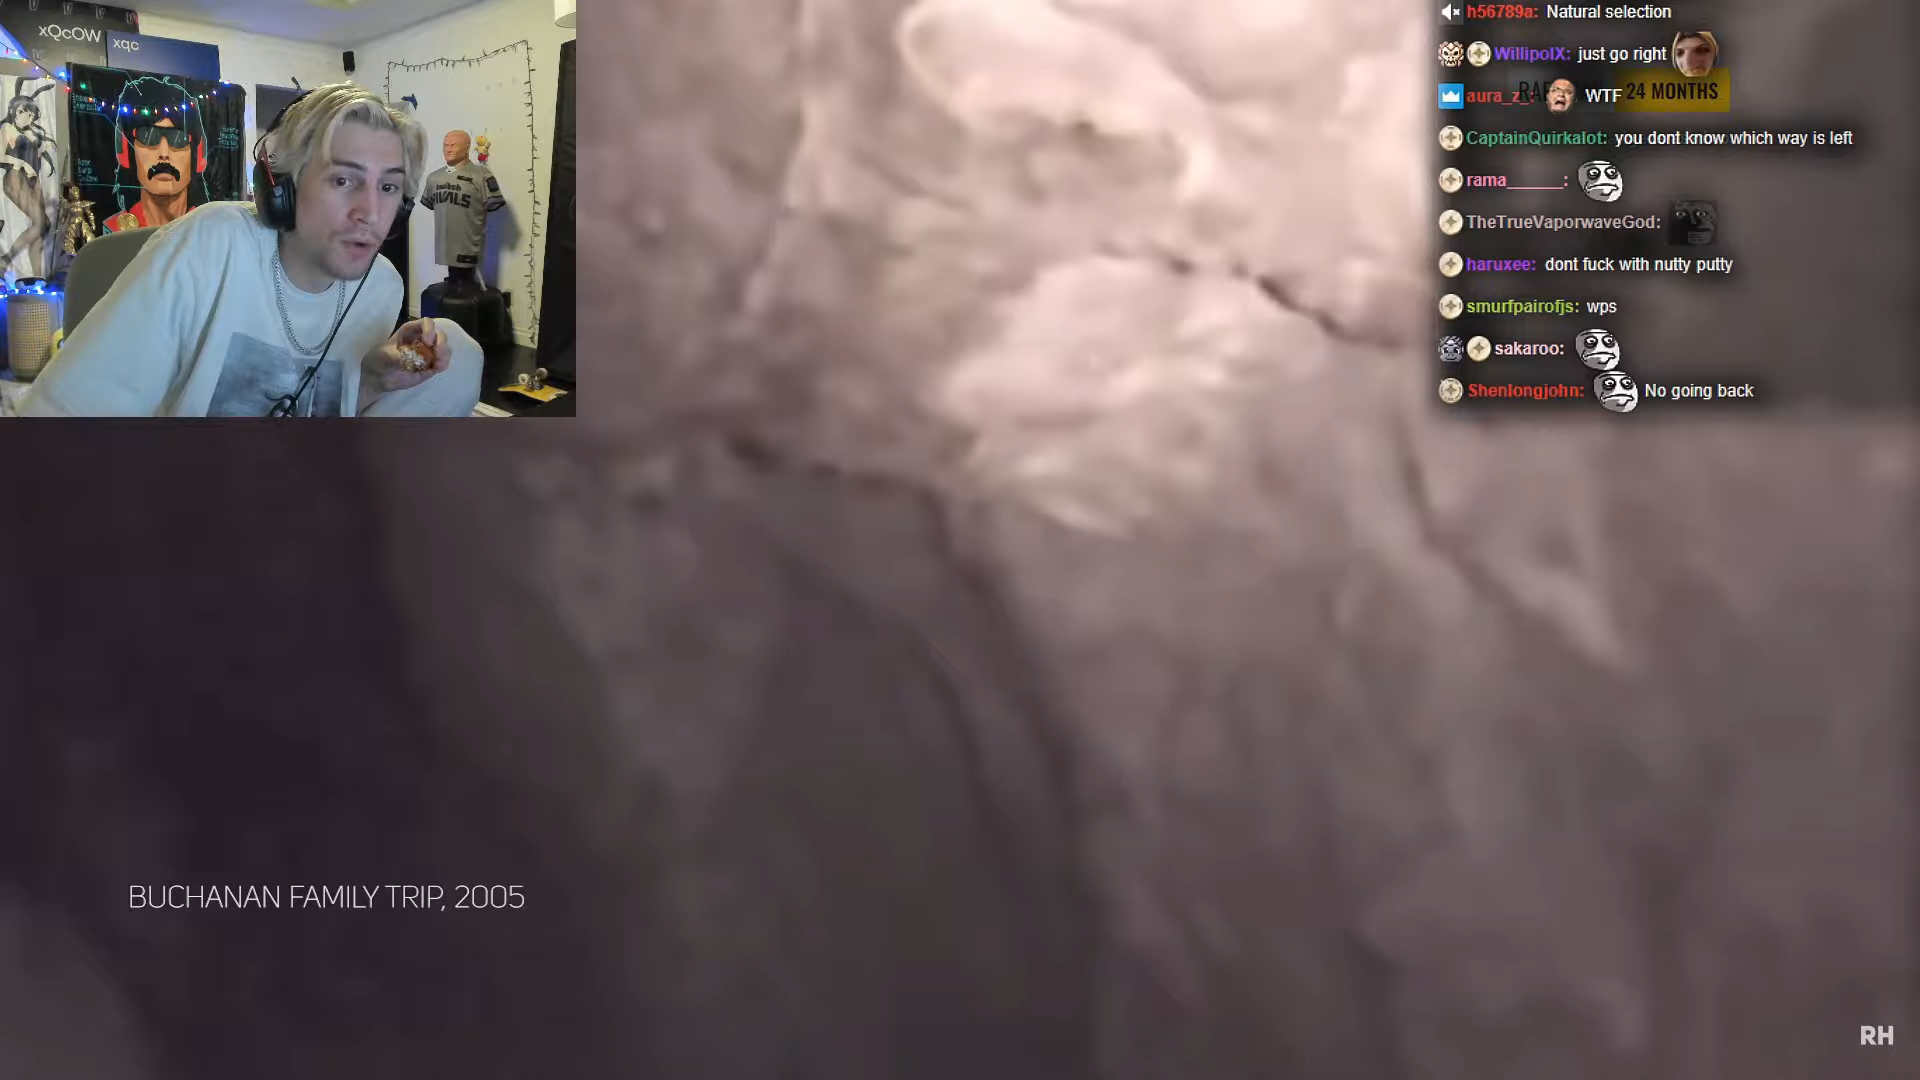 xQcOW
xqc
twitch
RIVALS
h56789a: Natural selection
WillipolX: just go right
WTF
24 MONTHS
CaptainQuirkalot: you dont know which way is left
rama______:
TheTrueVaporwaveGod:
haruxee: dont fuck with nutty putty
smurfpairofjs: wps
sakaroo:
Shenlongjohn: No going back
BUCHANAN FAMILY TRIP, 2005
RH